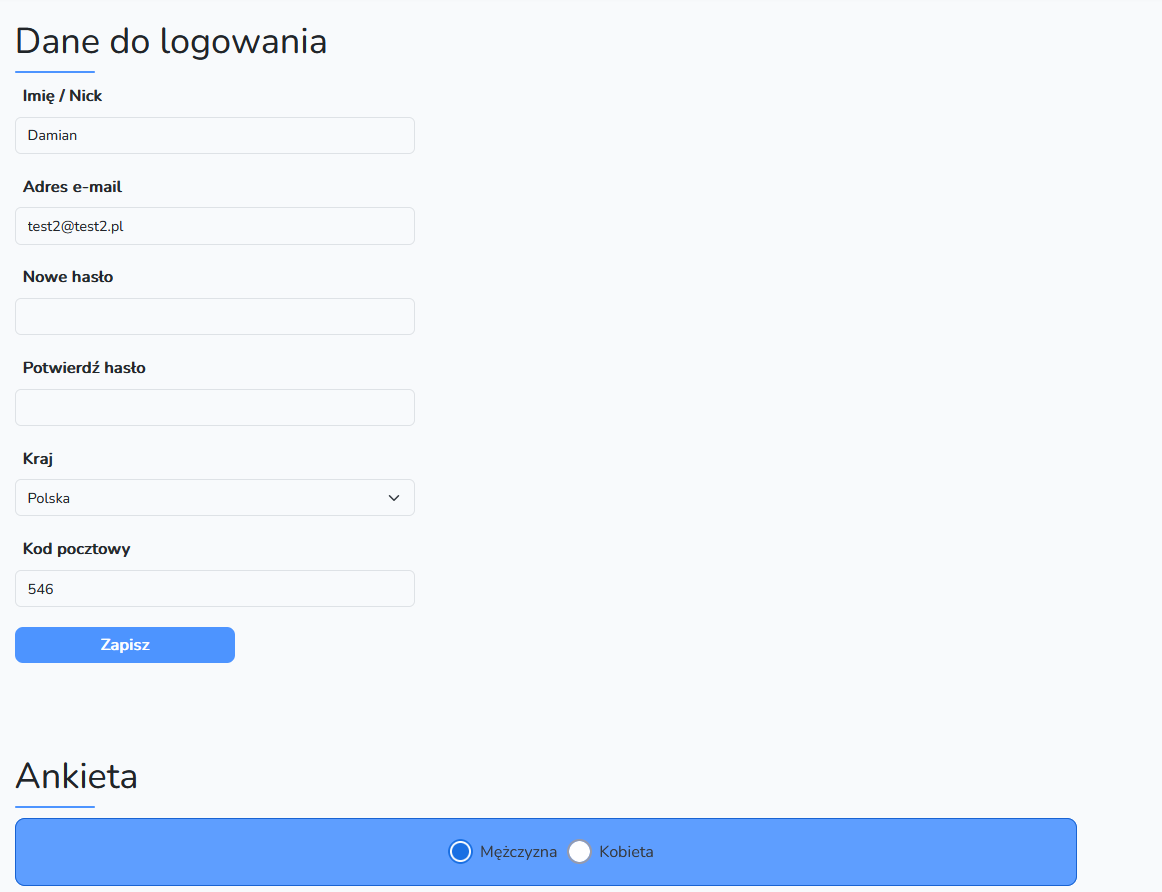 Dane do logowania
Imię / Nick
Damian
Adres e-mail
test2@test2.pl
Nowe hasło
Potwierdź hasło
Kraj
Polska
Kod pocztowy
546
Zapisz
Ankieta
Mężczyzna Kobieta